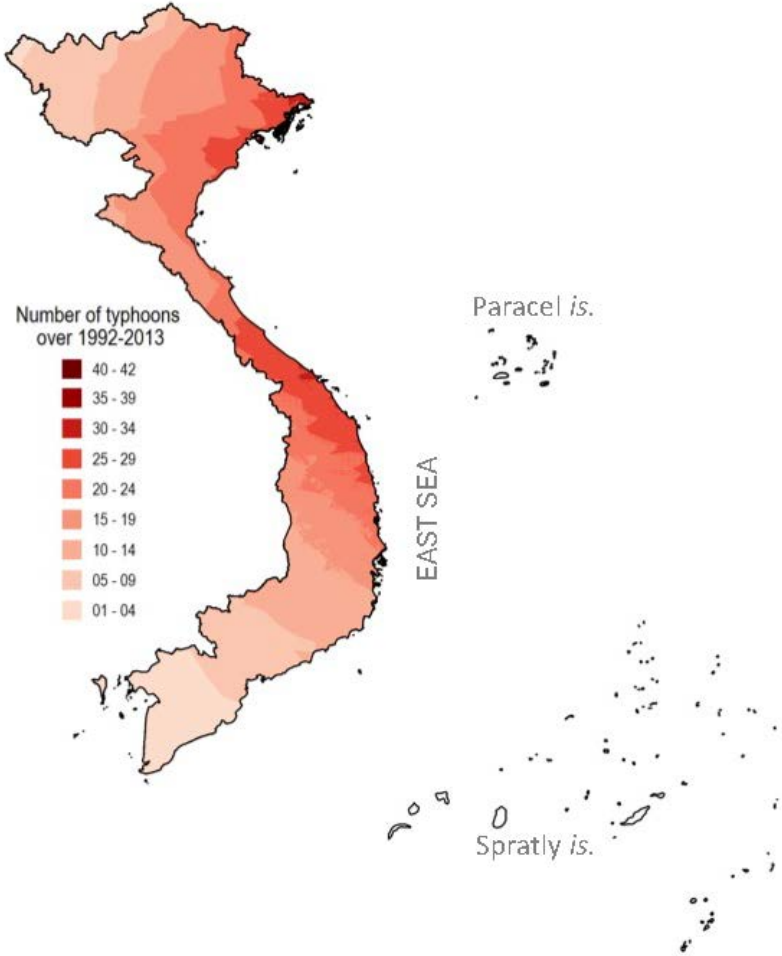 Paracel is.
Number of typhoons
over 1992-2013
40 - 42
35 - 39
30 - 34
25 - 29
20 - 24
15 - 19
10 - 14
05 - 09
01 - 04
EAST SEA
Spratly is.